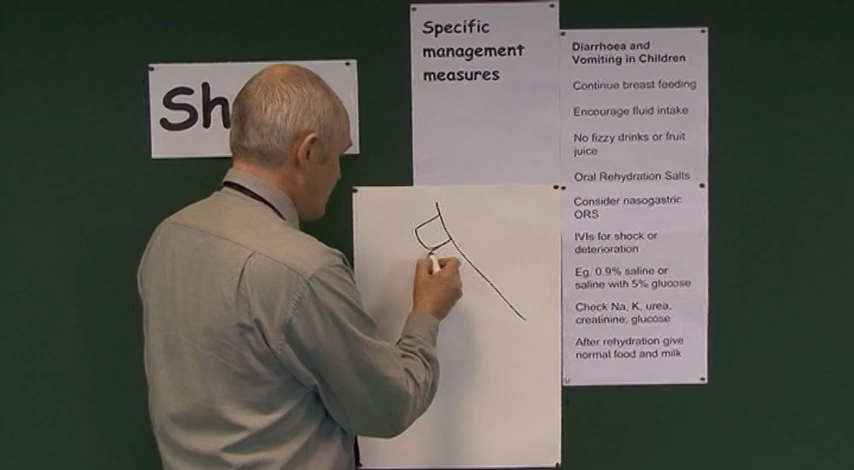 Sh
Specific
management
measures
Diarrhoea and
Vomiting in Children
Continue breast feeding
Encourage fluid intake
No fizzy drinks or fruit
juice
Oral Rehydration Salts
Consider nasogastric
ORS
IVIs for shock or
deterioration
Eg. 0.9% saline or
saline with 5% glucose
Check Na, K, urea,
creatinine, glucose
After rehydration give
normal food and milk